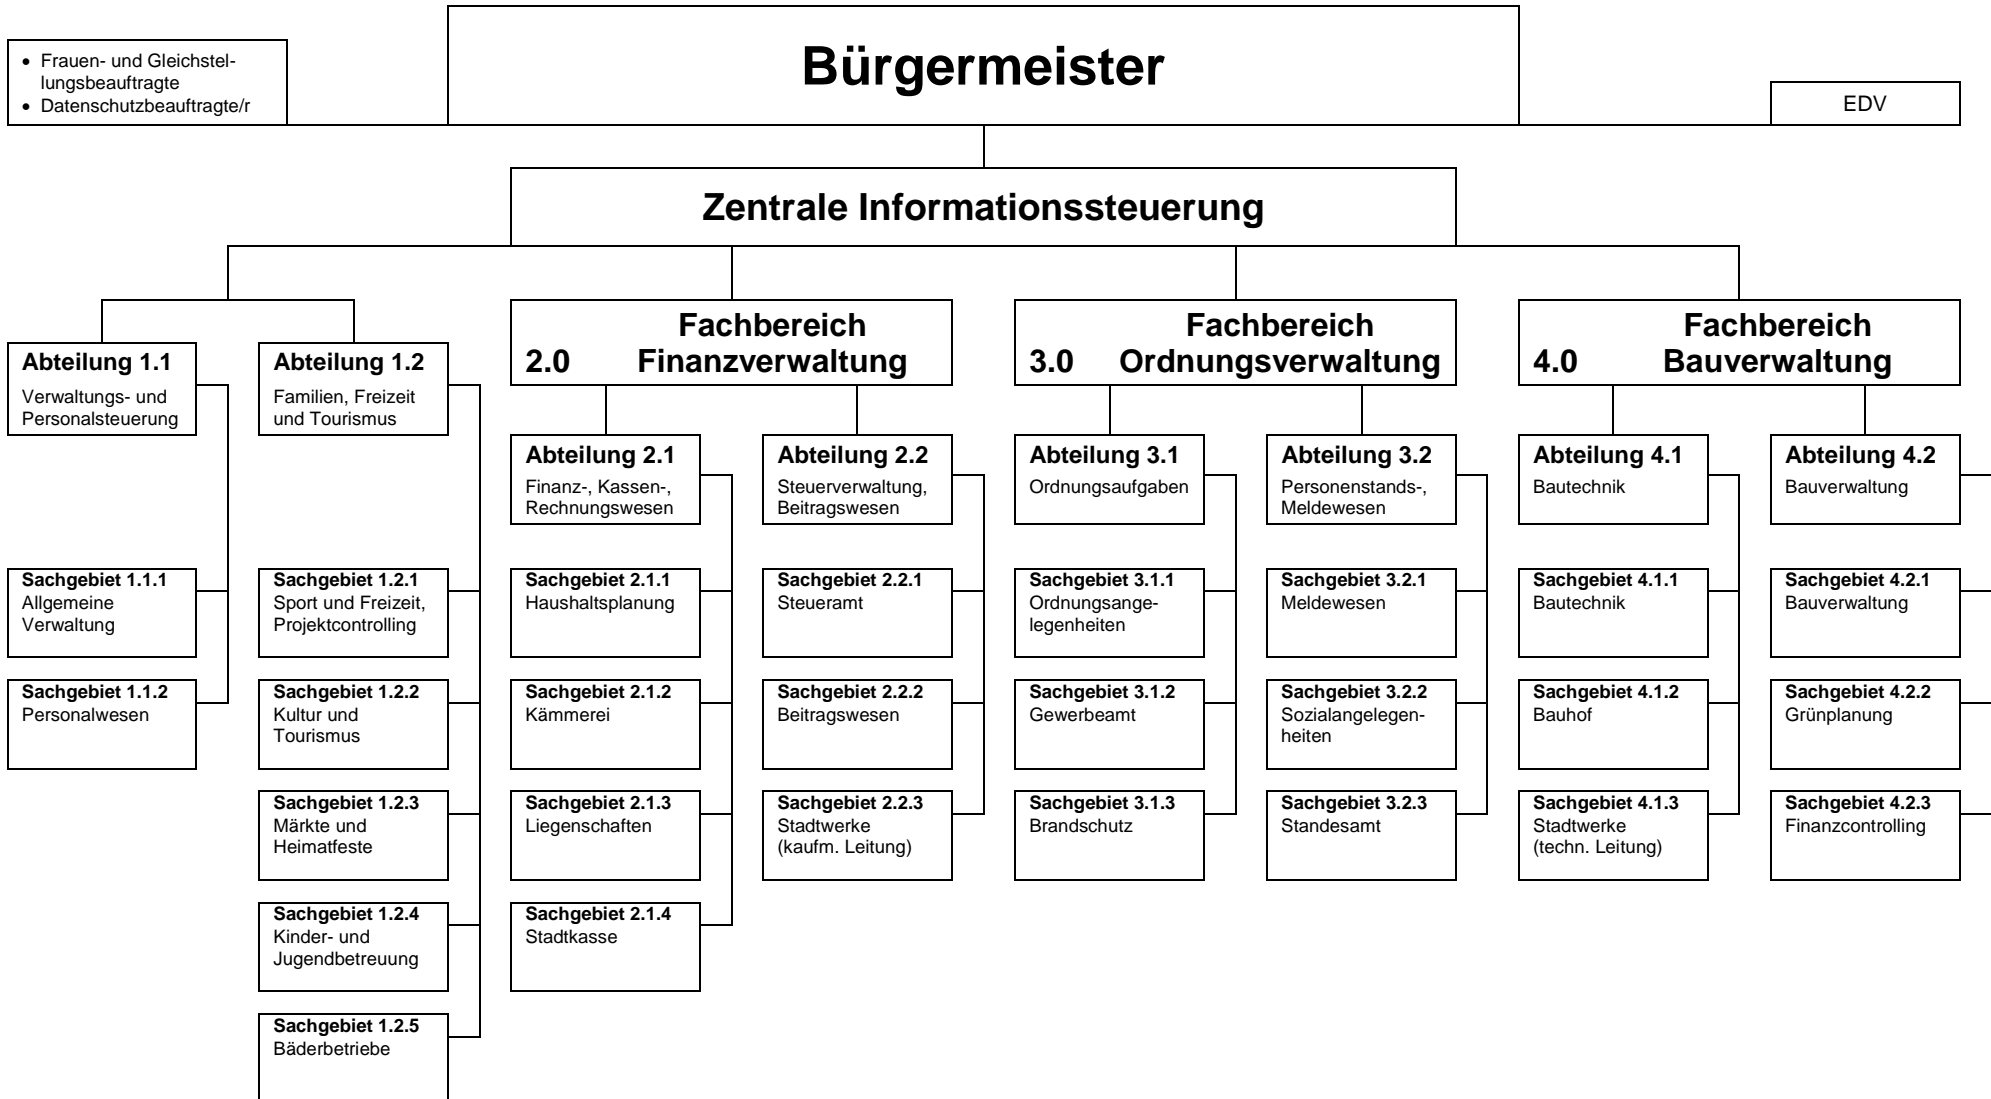 • Frauen- und Gleichstel-
lungsbeauftragte
• Datenschutzbeauftragte/r
Bürgermeister
EDV
Zentrale Informationssteuerung
Abteilung 1.1
Verwaltungs- und
Personalsteuerung
Sachgebiet 1.1.1
Allgemeine
Verwaltung
Sachgebiet 1.1.2
Personalwesen
Abteilung 1.2
Familien, Freizeit
und Tourismus
Sachgebiet 1.2.1
Sport und Freizeit,
Projektcontrolling
Sachgebiet 1.2.2
Kultur und
Tourismus
Sachgebiet 1.2.3
Märkte und
Heimatfeste
Sachgebiet 1.2.4
Kinder- und
Jugendbetreuung
Sachgebiet 1.2.5
Bäderbetriebe
Fachbereich
2.0 Finanzverwaltung
Abteilung 2.1
Finanz-, Kassen-,
Rechnungswesen
Sachgebiet 2.1.1
Haushaltsplanung
Sachgebiet 2.1.2
Kämmerei
Sachgebiet 2.1.3
Liegenschaften
Sachgebiet 2.1.4
Stadtkasse
Abteilung 2.2
Steuerverwaltung,
Beitragswesen
Sachgebiet 2.2.1
Steueramt
Sachgebiet 2.2.2
Beitragswesen
Sachgebiet 2.2.3
Stadtwerke
(kaufm. Leitung)
Fachbereich
3.0 Ordnungsverwaltung
Abteilung 3.1
Ordnungsaufgaben
Sachgebiet 3.1.1
Ordnungsange-
legenheiten
Sachgebiet 3.1.2
Gewerbeamt
Sachgebiet 3.1.3
Brandschutz
Abteilung 3.2
Personenstands-,
Meldewesen
Sachgebiet 3.2.1
Meldewesen
Sachgebiet 3.2.2
Sozialangelegen-
heiten
Sachgebiet 3.2.3
Standesamt
Fachbereich
4.0 Bauverwaltung
Abteilung 4.1
Bautechnik
Sachgebiet 4.1.1
Bautechnik
Sachgebiet 4.1.2
Bauhof
Sachgebiet 4.1.3
Stadtwerke
(techn. Leitung)
Abteilung 4.2
Bauverwaltung
Sachgebiet 4.2.1
Bauverwaltung
Sachgebiet 4.2.2
Grünplanung
Sachgebiet 4.2.3
Finanzcontrolling